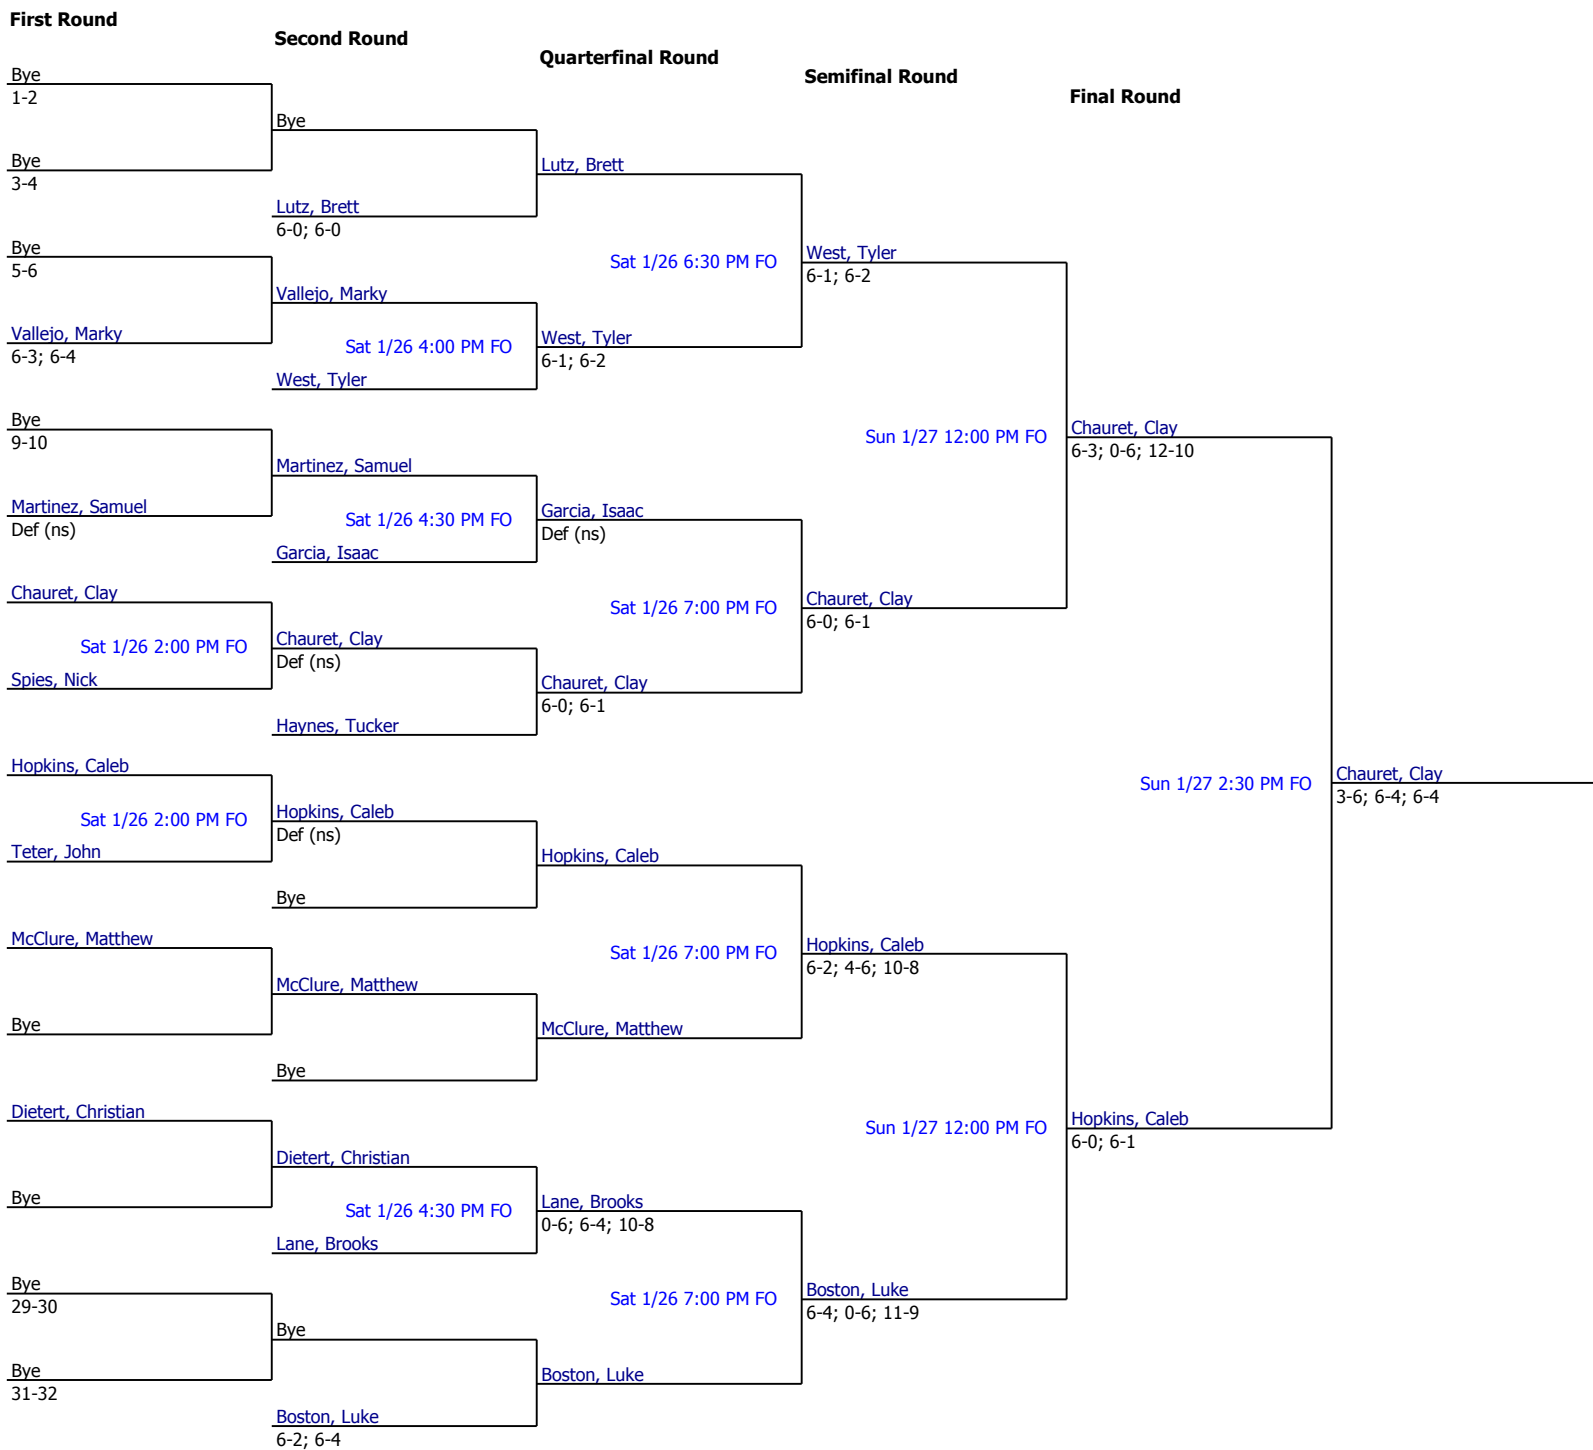 First Round
Second Round
Quarterfinal Round
Semifinal Round
Final Round
Bye
1-2
Bye
3-4
Bye
5-6
Vallejo, Marky
6-3; 6-4
Bye
9-10
Martinez, Samuel
Def (ns)
Chauret, Clay
Sat 1/26 2:00 PM FO
Spies, Nick
Hopkins, Caleb
Sat 1/26 2:00 PM FO
Teter, John
McClure, Matthew
Bye
Dietert, Christian
Bye
Bye
29-30
Bye
31-32
Bye
Lutz, Brett
6-0; 6-0
Vallejo, Marky
Sat 1/26 4:00 PM FO
West, Tyler
Martinez, Samuel
Sat 1/26 4:30 PM FO
Garcia, Isaac
Chauret, Clay
Def (ns)
Haynes, Tucker
Hopkins, Caleb
Def (ns)
Bye
McClure, Matthew
Bye
Dietert, Christian
Sat 1/26 4:30 PM FO
Lane, Brooks
Bye
Boston, Luke
6-2; 6-4
Lutz, Brett
Sat 1/26 6:30 PM FO
West, Tyler
6-1; 6-2
Garcia, Isaac
Def (ns)
Sat 1/26 7:00 PM FO
Chauret, Clay
6-0; 6-1
Hopkins, Caleb
Sat 1/26 7:00 PM FO
McClure, Matthew
Lane, Brooks
0-6; 6-4; 10-8
Sat 1/26 7:00 PM FO
Boston, Luke
West, Tyler
6-1; 6-2
Sun 1/27 12:00 PM FO
Chauret, Clay
6-0; 6-1
Hopkins, Caleb
6-2; 4-6; 10-8
Sun 1/27 12:00 PM FO
Boston, Luke
6-4; 0-6; 11-9
Chauret, Clay
6-3; 0-6; 12-10
Sun 1/27 2:30 PM FO
Hopkins, Caleb
6-0; 6-1
Chauret, Clay
3-6; 6-4; 6-4